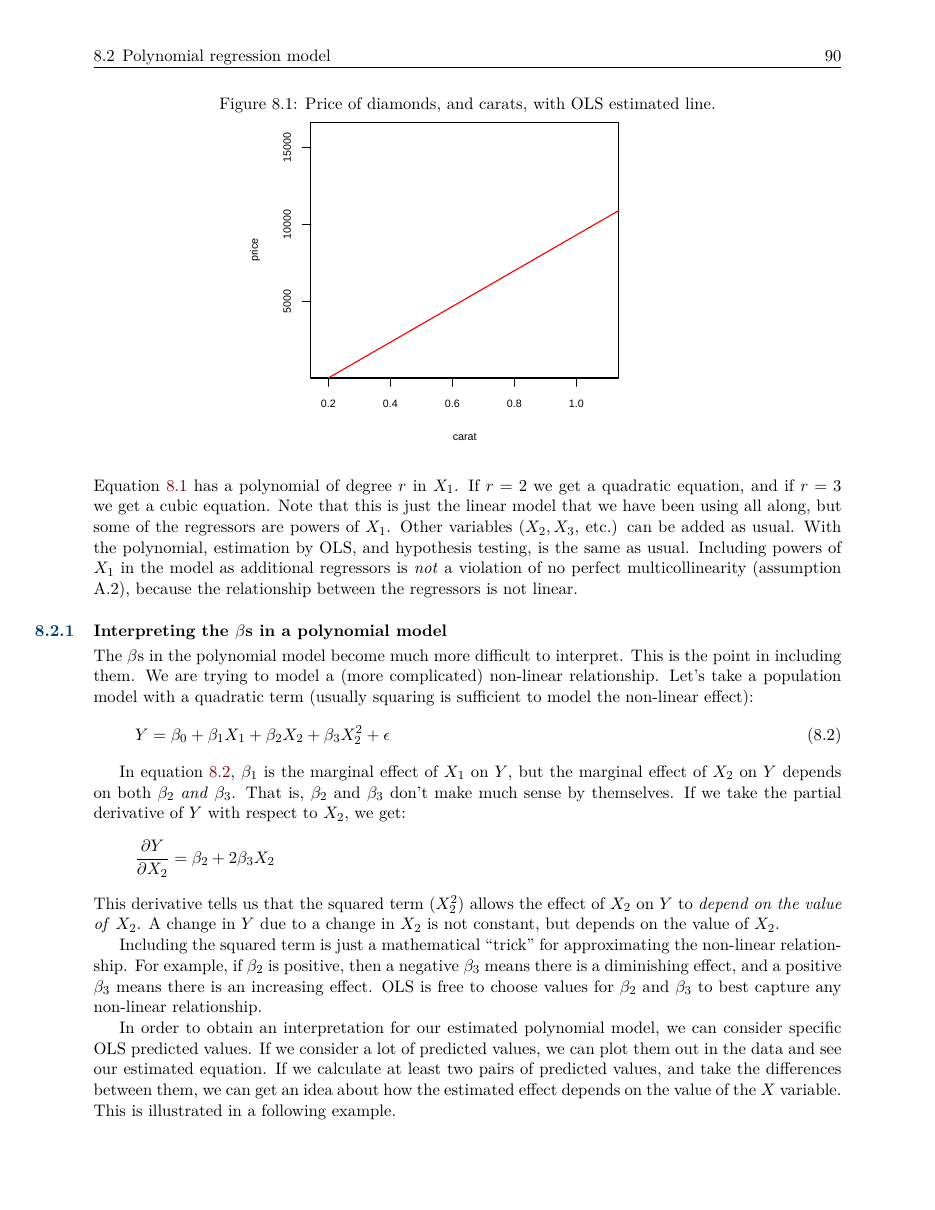 8.2 Polynomial regression model 90
Figure 8.1: Price of diamonds, and carats, with OLS estimated line.
15000
10000
5000
price
0.2 0.4 0.6 0.8 1.0
carat
Equation 8.1 has a polynomial of degree r in X₁. If r = 2 we get a quadratic equation, and if r = 3
we get a cubic equation. Note that this is just the linear model that we have been using all along, but
some of the regressors are powers of X₁. Other variables (X₂, X₃, etc.) can be added as usual. With
the polynomial, estimation by OLS, and hypothesis testing, is the same as usual. Including powers of
X₁ in the model as additional regressors is not a violation of no perfect multicollinearity (assumption
A.2), because the relationship between the regressors is not linear.
8.2.1 Interpreting the βs in a polynomial model
The βs in the polynomial model become much more difficult to interpret. This is the point in including
them. We are trying to model a (more complicated) non-linear relationship. Let's take a population
model with a quadratic term (usually squaring is sufficient to model the non-linear effect):
Y = β₀ + β₁X₁ + β₂X₂ + β₃X₂² + ϵ (8.2)
In equation 8.2, β₁ is the marginal effect of X₁ on Y, but the marginal effect of X₂ on Y depends
on both β₂ and β₃. That is, β₂ and β₃ don't make much sense by themselves. If we take the partial
derivative of Y with respect to X₂, we get:
∂Y/∂X₂ = β₂ + 2β₃X₂
This derivative tells us that the squared term (X₂²) allows the effect of X₂ on Y to depend on the value
of X₂. A change in Y due to a change in X₂ is not constant, but depends on the value of X₂.
Including the squared term is just a mathematical “trick” for approximating the non-linear relation-
ship. For example, if β₂ is positive, then a negative β₃ means there is a diminishing effect, and a positive
β₃ means there is an increasing effect. OLS is free to choose values for β₂ and β₃ to best capture any
non-linear relationship.
In order to obtain an interpretation for our estimated polynomial model, we can consider specific
OLS predicted values. If we consider a lot of predicted values, we can plot them out in the data and see
our estimated equation. If we calculate at least two pairs of predicted values, and take the differences
between them, we can get an idea about how the estimated effect depends on the value of the X variable.
This is illustrated in a following example.